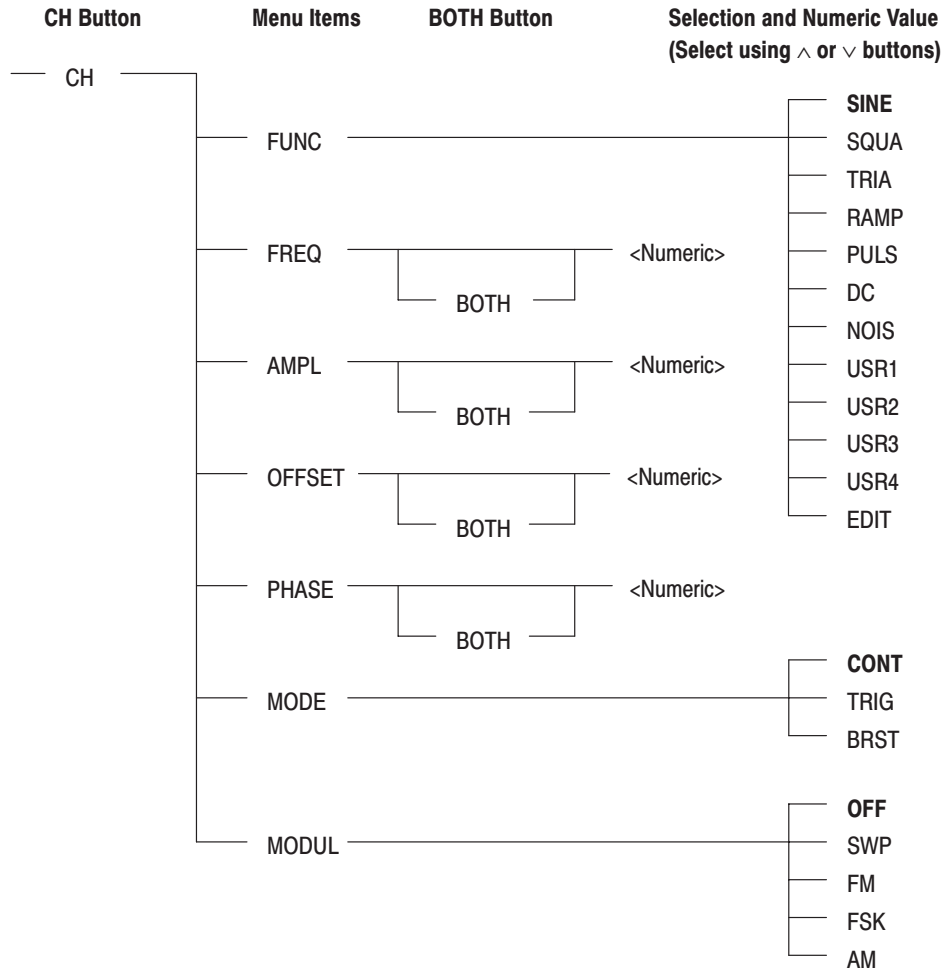 CH Button Menu Items BOTH Button Selection and Numeric Value
(Select using ∧ or ∨ buttons)
CH
SINE
FUNC SQUA
TRIA
RAMP
FREQ <Numeric> PULS
DC
BOTH
NOIS
AMPL <Numeric> USR1
USR2
BOTH
USR3
OFFSET <Numeric> USR4
EDIT
BOTH
PHASE <Numeric>
BOTH
CONT
MODE TRIG
BRST
OFF
MODUL SWP
FM
FSK
AM